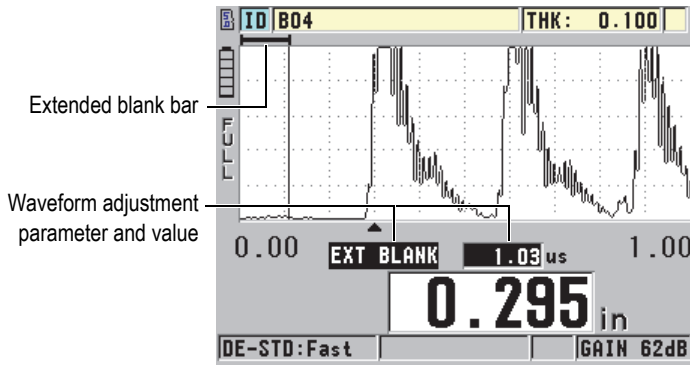 ID B04 THK: 0.100
Extended blank bar
FULL
Waveform adjustment
parameter and value
0.00 EXT BLANK 1.03 us 1.00
0.295 in
DE-STD:Fast GAIN 62dB